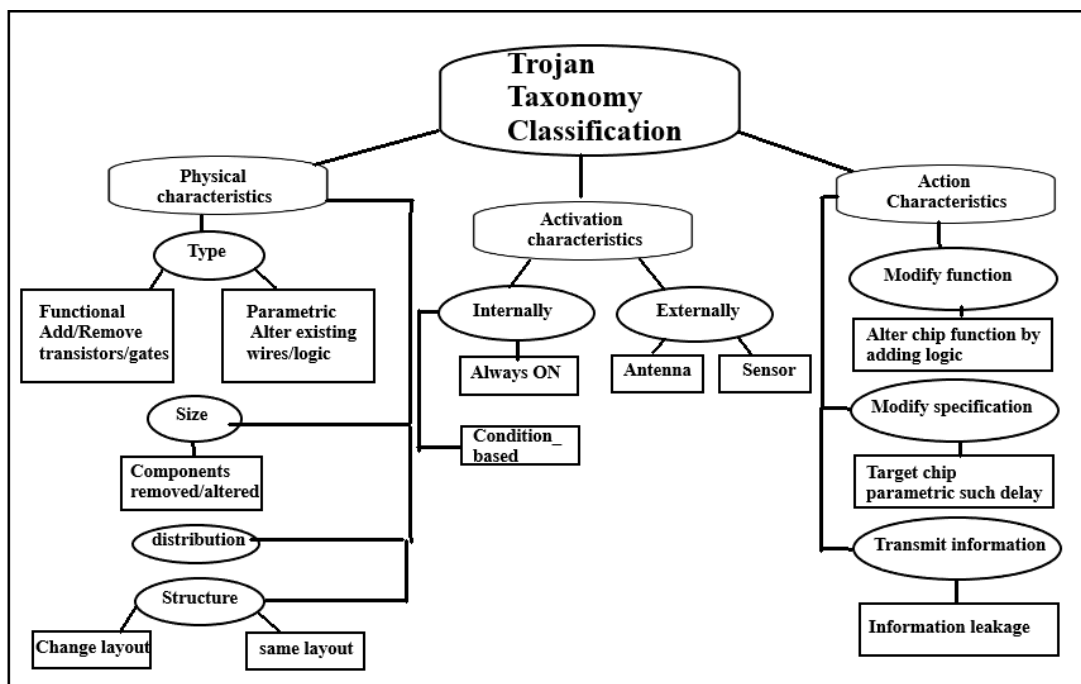 Trojan
Taxonomy
Classification
Physical
characteristics
Activation
characteristics
Action
Characteristics
Type
Functional
Add/Remove
transistors/gates
Parametric
Alter existing
wires/logic
Size
Components
removed/altered
distribution
Structure
Change layout
same layout
Internally
Always ON
Condition_
based
Externally
Antenna
Sensor
Modify function
Alter chip function by
adding logic
Modify specification
Target chip
parametric such delay
Transmit information
Information leakage